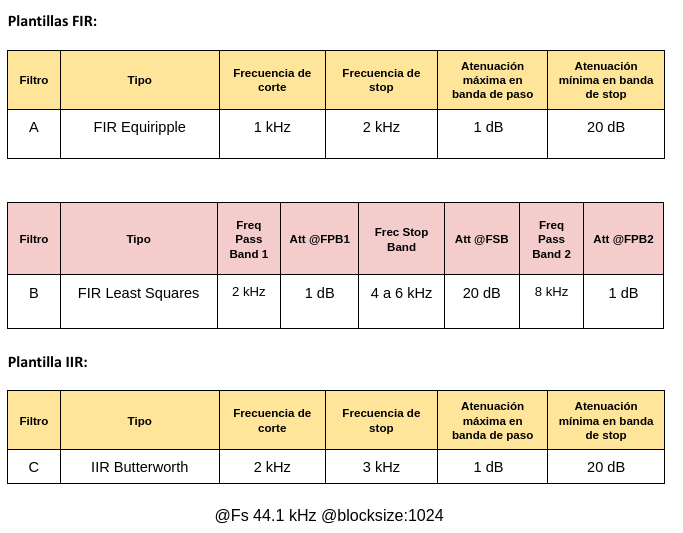 Plantillas FIR:
Filtro Tipo Frecuencia de corte Frecuencia de stop Atenuación máxima en banda de paso Atenuación mínima en banda de stop
A FIR Equiripple 1 kHz 2 kHz 1 dB 20 dB
Filtro Tipo Freq Pass Band 1 Att @FPB1 Frec Stop Band Att @FSB Freq Pass Band 2 Att @FPB2
B FIR Least Squares 2 kHz 1 dB 4 a 6 kHz 20 dB 8 kHz 1 dB
Plantilla IIR:
Filtro Tipo Frecuencia de corte Frecuencia de stop Atenuación máxima en banda de paso Atenuación mínima en banda de stop
C IIR Butterworth 2 kHz 3 kHz 1 dB 20 dB
@Fs 44.1 kHz @blocksize:1024